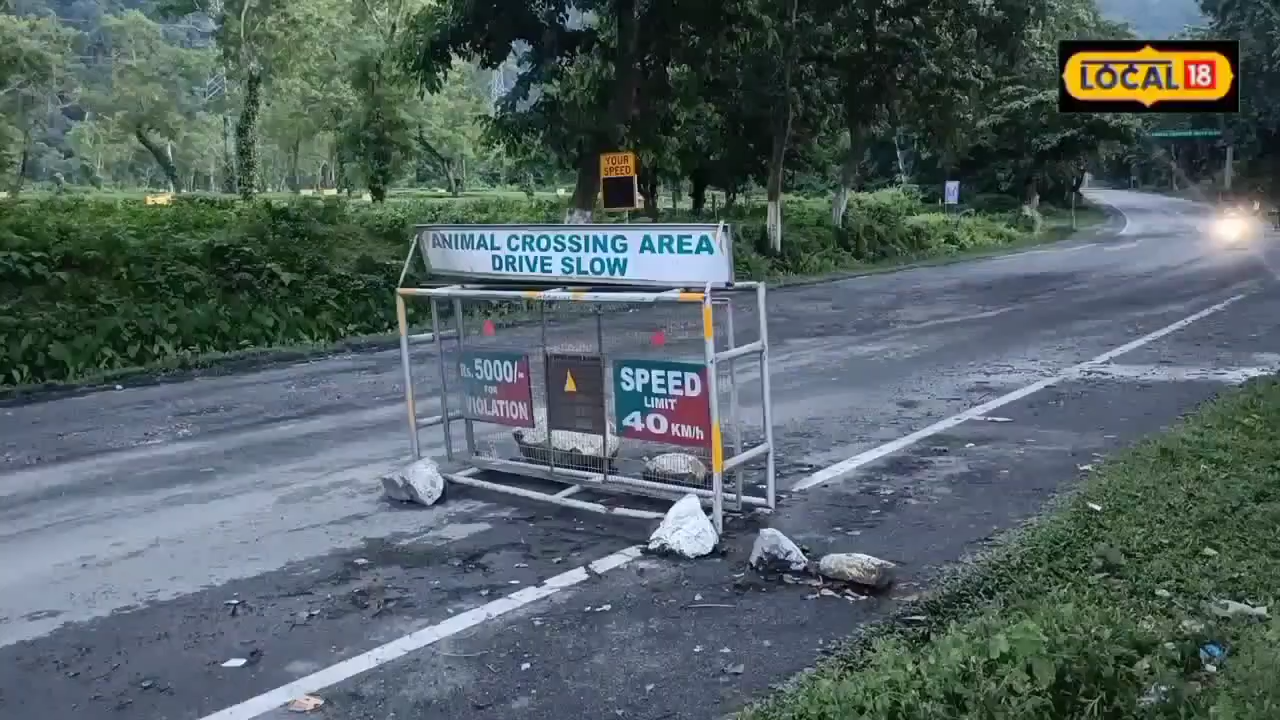 LOCAL 18
YOUR
SPEED
ANIMAL CROSSING AREA
DRIVE SLOW
Rs. 5000/-
FOR
VIOLATION
SPEED
LIMIT
40 KM/h